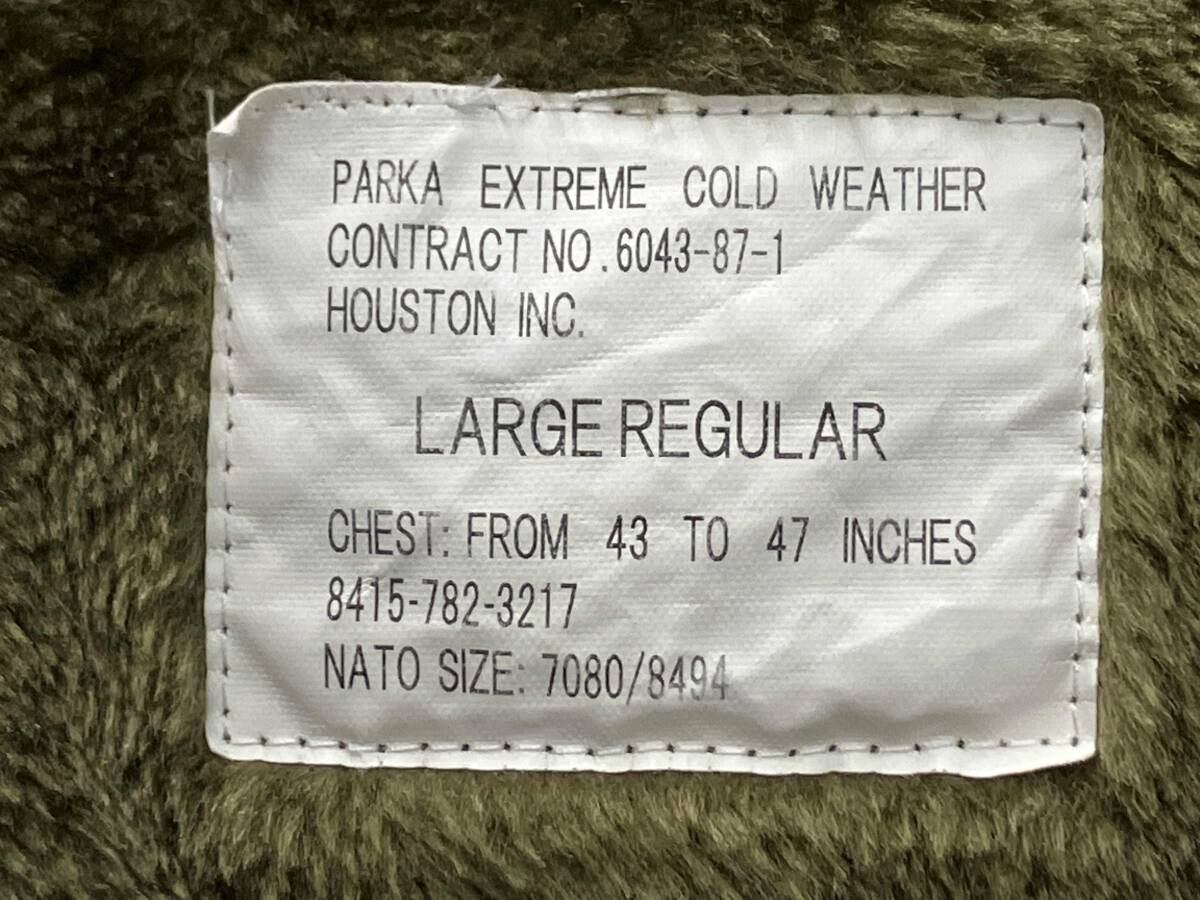 PARKA EXTREME COLD WEATHER
CONTRACT NO.6043-87-1
HOUSTON INC.
LARGE REGULAR
CHEST: FROM 43 TO 47 INCHES
8415-782-3217
NATO SIZE: 7080/8494